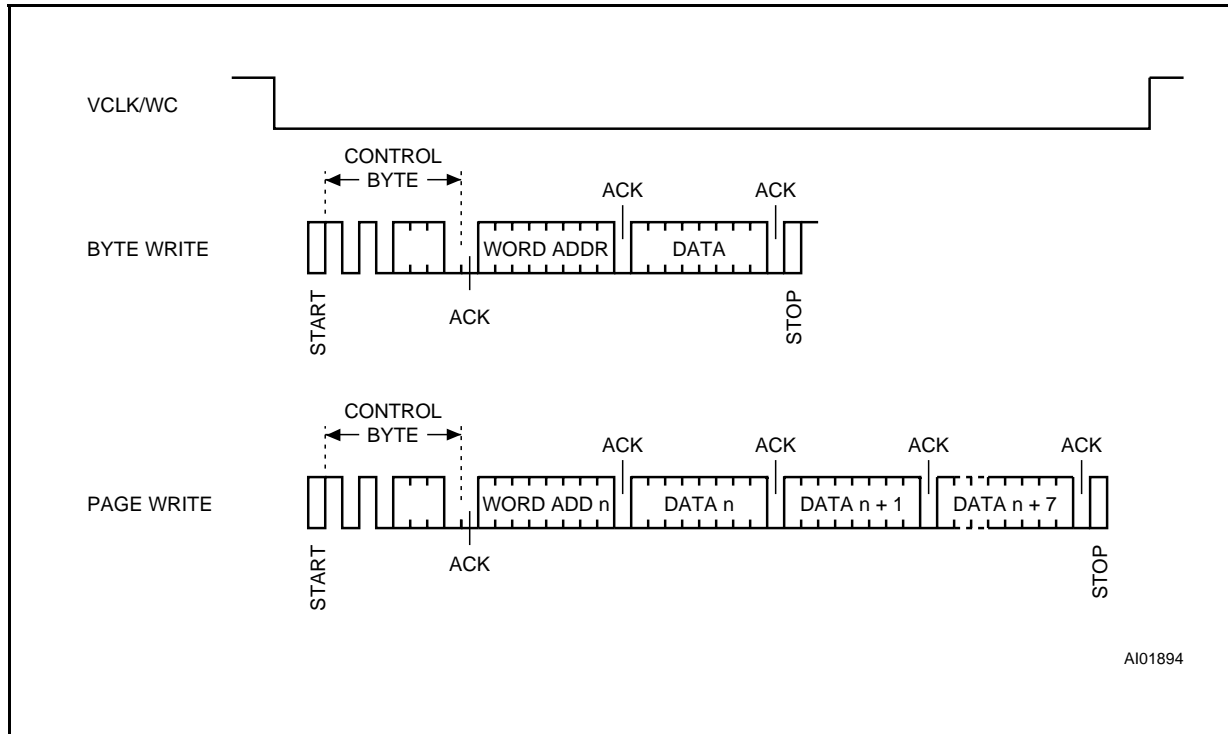 VCLK/WC
CONTROL
BYTE
ACK
ACK
BYTE WRITE
WORD ADDR
DATA
START
ACK
STOP
CONTROL
BYTE
ACK
ACK
ACK
ACK
PAGE WRITE
WORD ADD n
DATA n
DATA n + 1
DATA n + 7
START
ACK
STOP
AI01894